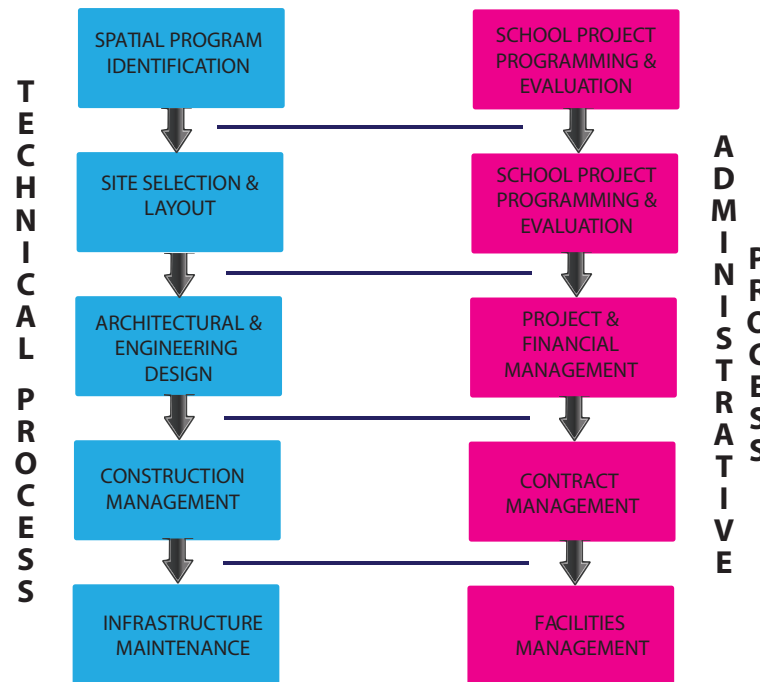 TECHNICAL PROCESS
SPATIAL PROGRAM
IDENTIFICATION
SITE SELECTION &
LAYOUT
ARCHITECTURAL &
ENGINEERING
DESIGN
CONSTRUCTION
MANAGEMENT
INFRASTRUCTURE
MAINTENANCE
SCHOOL PROJECT
PROGRAMMING &
EVALUATION
SCHOOL PROJECT
PROGRAMMING &
EVALUATION
PROJECT &
FINANCIAL
MANAGEMENT
CONTRACT
MANAGEMENT
FACILITIES
MANAGEMENT
ADMINISTRATIVE
PROCESS